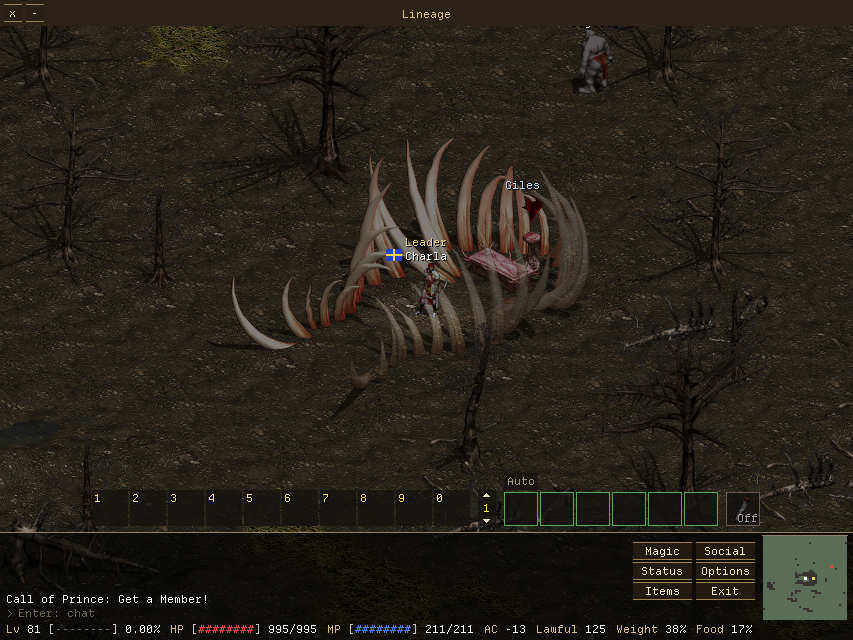 x - Lineage
Giles
Leader
Charla
Auto
1 2 3 4 5 6 7 8 9 0 1
Off
Magic Social
Status Options
Items Exit
Call of Prince: Get a Member!
> Enter: chat
Lv 81 [--------] 0.00% HP [########] 995/995 MP [########] 211/211 AC -13 Lawful 125 Weight 38% Food 17%